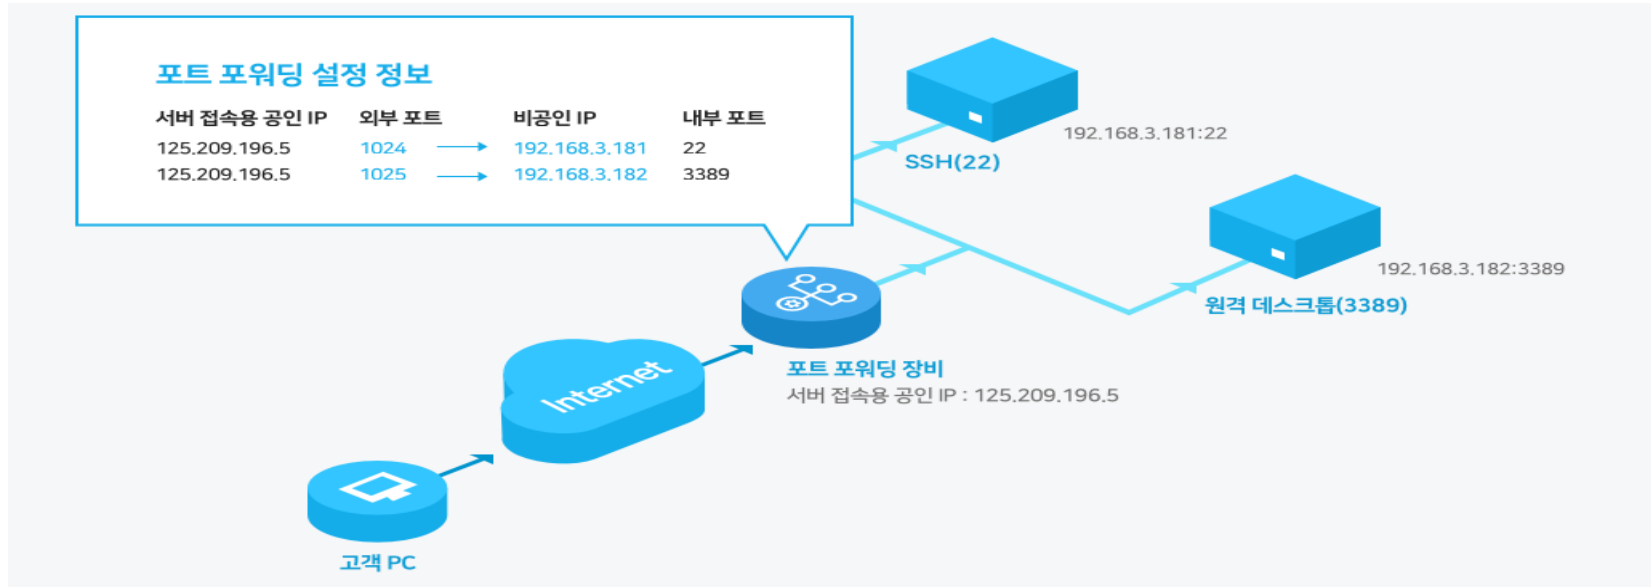 포트 포워딩 설정 정보
서버 접속용 공인 IP 외부 포트 비공인 IP 내부 포트
125.209.196.5 1024 192.168.3.181 22
125.209.196.5 1025 192.168.3.182 3389
192.168.3.181:22
SSH(22)
192.168.3.182:3389
원격 데스크톱(3389)
포트 포워딩 장비
서버 접속용 공인 IP : 125.209.196.5
Internet
고객 PC